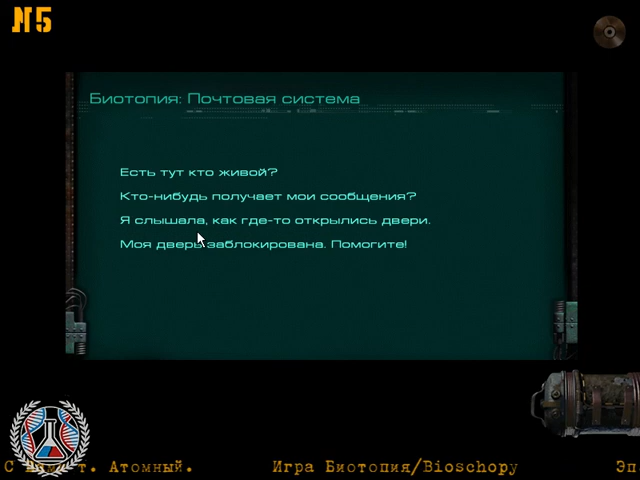 N5
Биотопия: Почтовая система
Есть тут кто живой?
Кто-нибудь получает мои сообщения?
Я слышала, как где-то открылись двери.
Моя дверь заблокирована. Помогите!
С т. Атомный. Игра Биотопия/Bioschopy